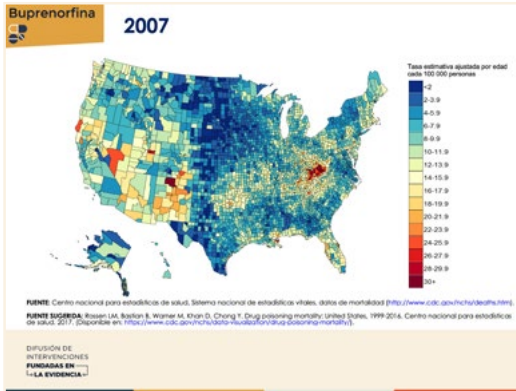 Buprenorfina
2007
Tasa estimativa ajustada por edad
cada 100 000 personas
<2
2-3.9
4-5.9
6-7.9
8-9.9
10-11.9
12-13.9
14-15.9
16-17.9
18-19.9
20-21.9
22-23.9
24-25.9
26-27.9
28-29.9
30+
FUENTE: Centro nacional para estadísticas de salud, Sistema nacional de estadísticas vitales, datos de mortalidad (http://www.cdc.gov/nchs/deaths.htm).
FUENTE SUGERIDA: Rossen LM, Bastian B, Warner M, Khan D, Chong Y. Drug poisoning mortality: United States, 1999-2016. Centro nacional para estadísticas
de salud. 2017. (Disponible en: https://www.cdc.gov/nchs/data-visualization/drug-poisoning-mortality/).
DIFUSIÓN DE
INTERVENCIONES
FUNDADAS EN
LA EVIDENCIA